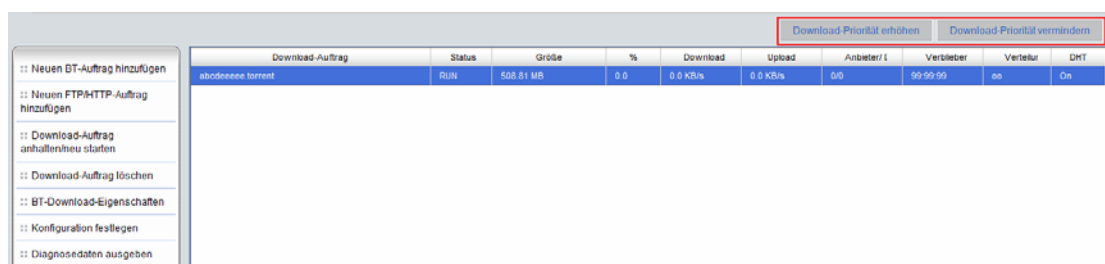 Download-Priorität erhöhen Download-Priorität vermindern
Download-Auftrag Status Größe % Download Upload Anbieter/ Verblieber Verteilur DHT
abcdeeeee.torrent RUN 508.81 MB 0.0 0.0 KB/s 0.0 KB/s 0/0 99:99:99 On
:: Neuen BT-Auftrag hinzufügen
:: Neuen FTP/HTTP-Auftrag
hinzufügen
:: Download-Auftrag
anhalten/neu starten
:: Download-Auftrag löschen
:: BT-Download-Eigenschaften
:: Konfiguration festlegen
:: Diagnosedaten ausgeben